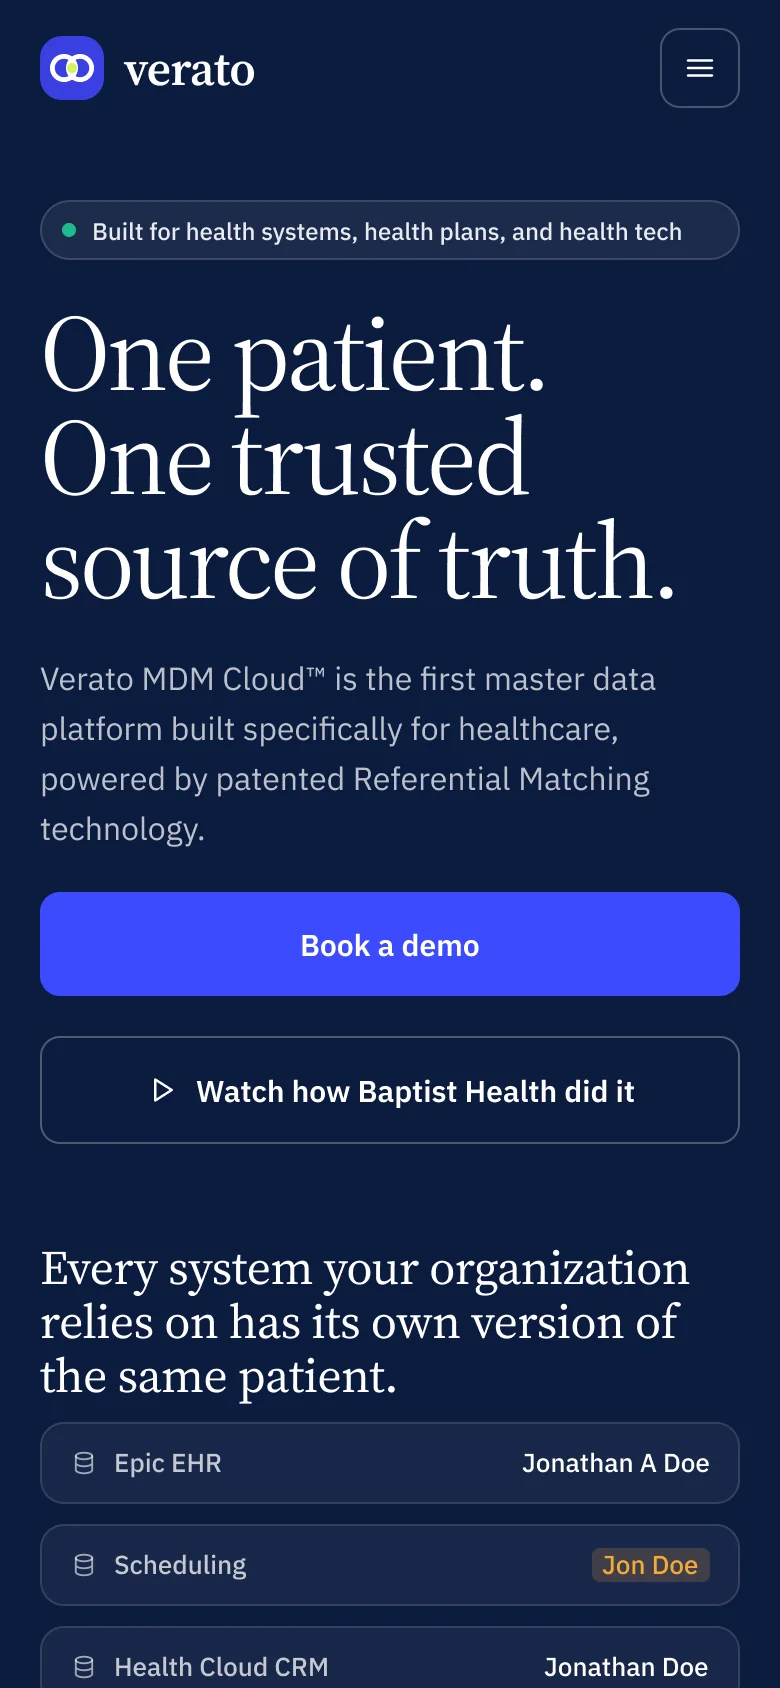 verato
Built for health systems, health plans, and health tech
One patient.
One trusted
source of truth.
Verato MDM Cloud™ is the first master data
platform built specifically for healthcare,
powered by patented Referential Matching
technology.
Book a demo
Watch how Baptist Health did it
Every system your organization
relies on has its own version of
the same patient.
Epic EHR Jonathan A Doe
Scheduling Jon Doe
Health Cloud CRM Jonathan Doe